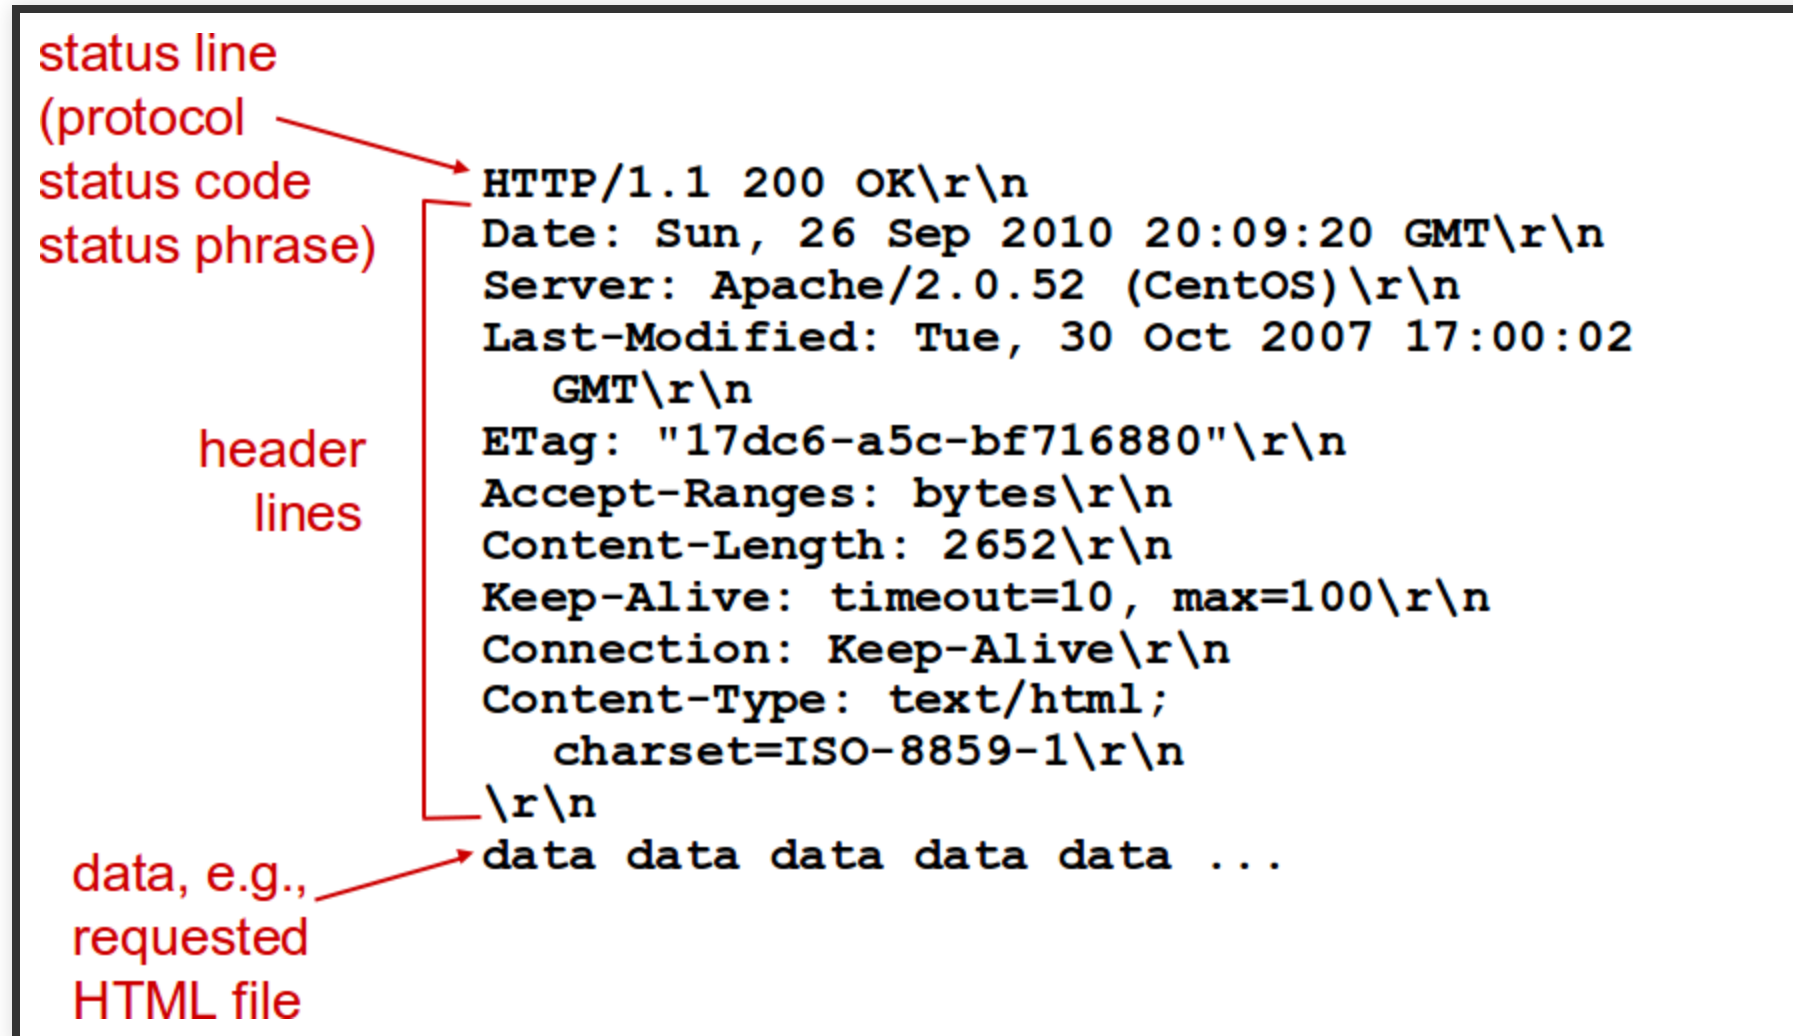 status line
(protocol
status code
status phrase)
HTTP/1.1 200 OK\r\n
Date: Sun, 26 Sep 2010 20:09:20 GMT\r\n
Server: Apache/2.0.52 (CentOS)\r\n
Last-Modified: Tue, 30 Oct 2007 17:00:02
GMT\r\n
ETag: "17dc6-a5c-bf716880"\r\n
Accept-Ranges: bytes\r\n
Content-Length: 2652\r\n
Keep-Alive: timeout=10, max=100\r\n
Connection: Keep-Alive\r\n
Content-Type: text/html;
charset=ISO-8859-1\r\n
\r\n
data data data data data ...
header
lines
data, e.g.,
requested
HTML file